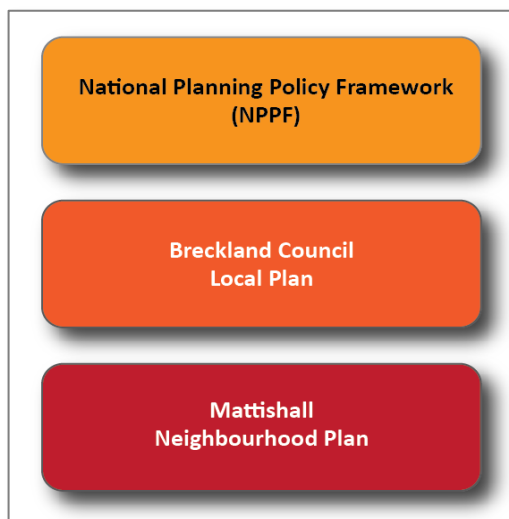 National Planning Policy Framework
(NPPF)
Breckland Council
Local Plan
Mattishall
Neighbourhood Plan